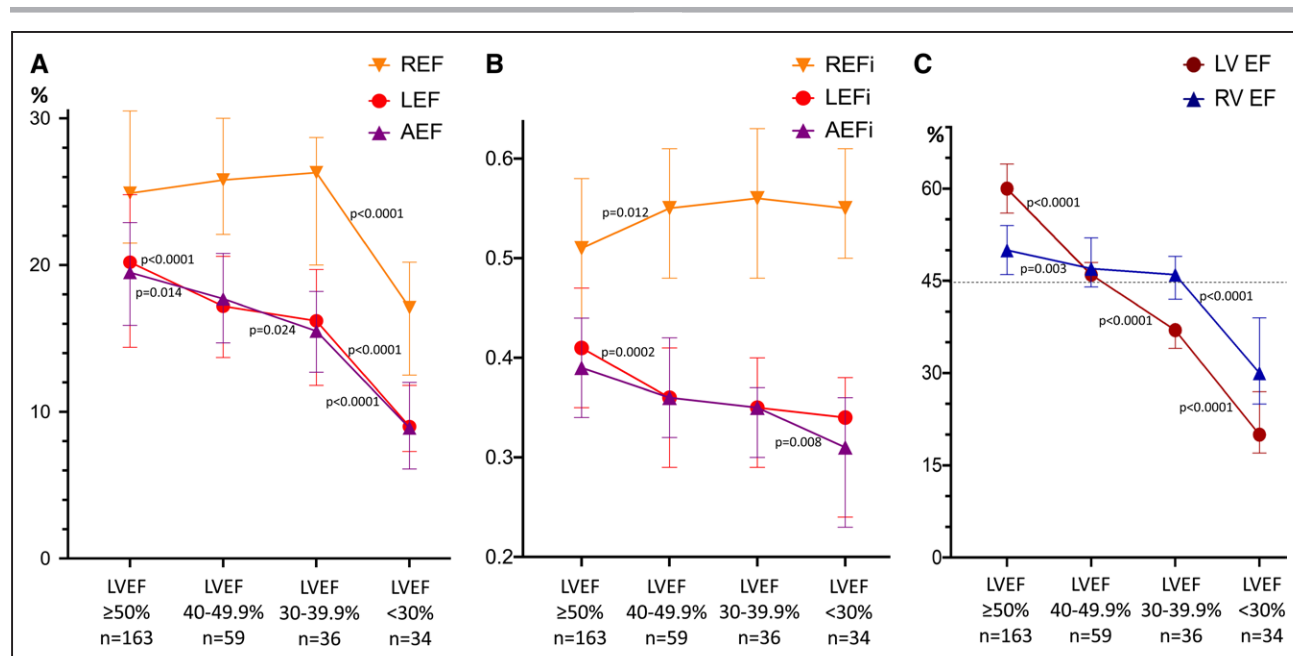 A
%
REF
LEF
AEF
30
20
10
0
p<0.0001
p<0.0001
p=0.014
p=0.024
p<0.0001
p<0.0001
LVEF LVEF LVEF LVEF
≥50% 40-49.9% 30-39.9% <30%
n=163 n=59 n=36 n=34
B
REFi
LEFi
AEFi
0.6
0.5
0.4
0.3
0.2
p=0.012
p=0.0002
p=0.008
LVEF LVEF LVEF LVEF
≥50% 40-49.9% 30-39.9% <30%
n=163 n=59 n=36 n=34
C
LV EF
RV EF
%
60
45
30
15
0
p<0.0001
p=0.003
p<0.0001
p<0.0001
p<0.0001
LVEF LVEF LVEF LVEF
≥50% 40-49.9% 30-39.9% <30%
n=163 n=59 n=36 n=34